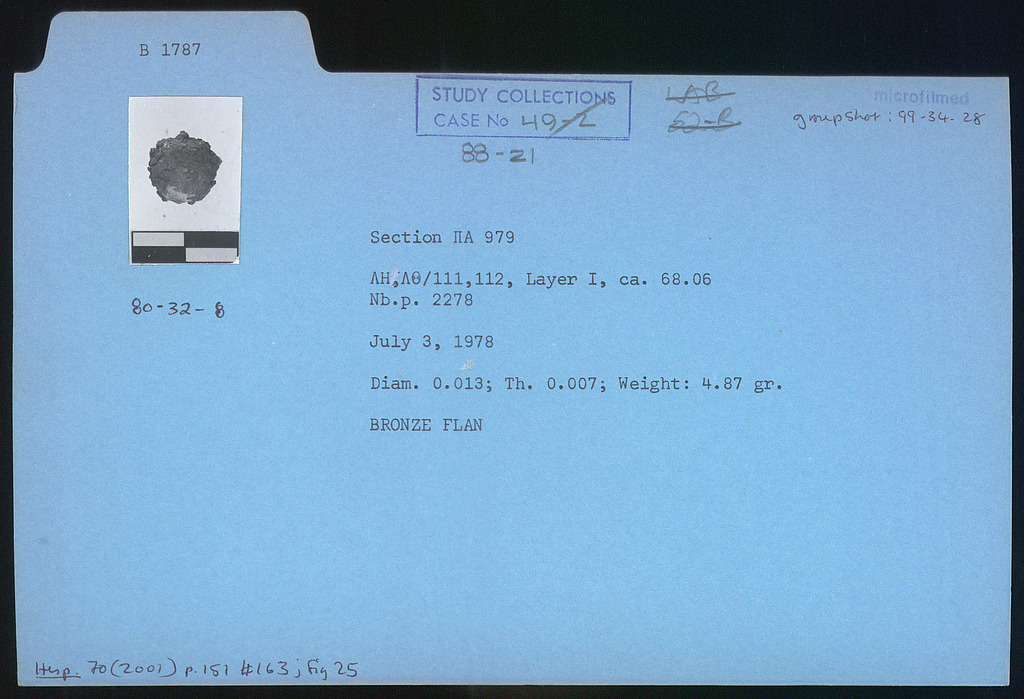 B 1787
STUDY COLLECTIONS
CASE No 49-2
88-21
LAB
52-B
microfilmed
groupshot: 99-34-28
80-32-8
Section ΠΑ 979
ΛΗ,ΛΘ/111,112, Layer I, ca. 68.06
Nb.p. 2278
July 3, 1978
Diam. 0.013; Th. 0.007; Weight: 4.87 gr.
BRONZE FLAN
Hesp. 70 (2001) p. 151 #163; Fig 25